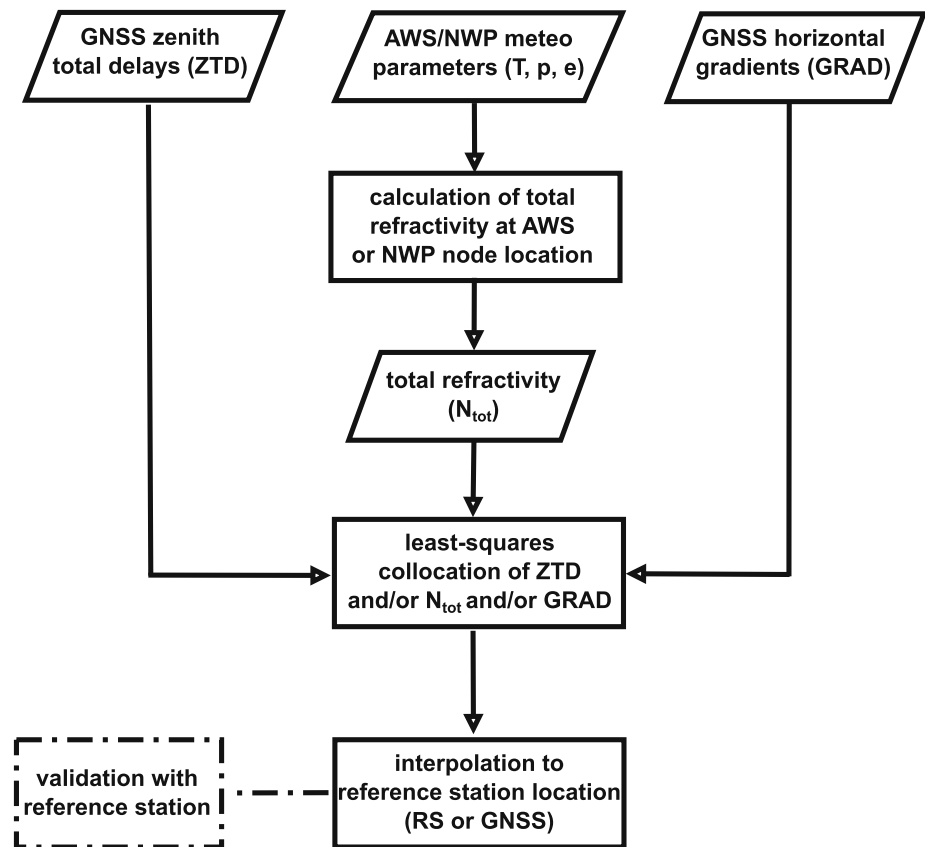 GNSS zenith
total delays (ZTD)
AWS/NWP meteo
parameters (T, p, e)
GNSS horizontal
gradients (GRAD)
calculation of total
refractivity at AWS
or NWP node location
total refractivity
(Ntot)
least-squares
collocation of ZTD
and/or Ntot and/or GRAD
validation with
reference station
interpolation to
reference station location
(RS or GNSS)